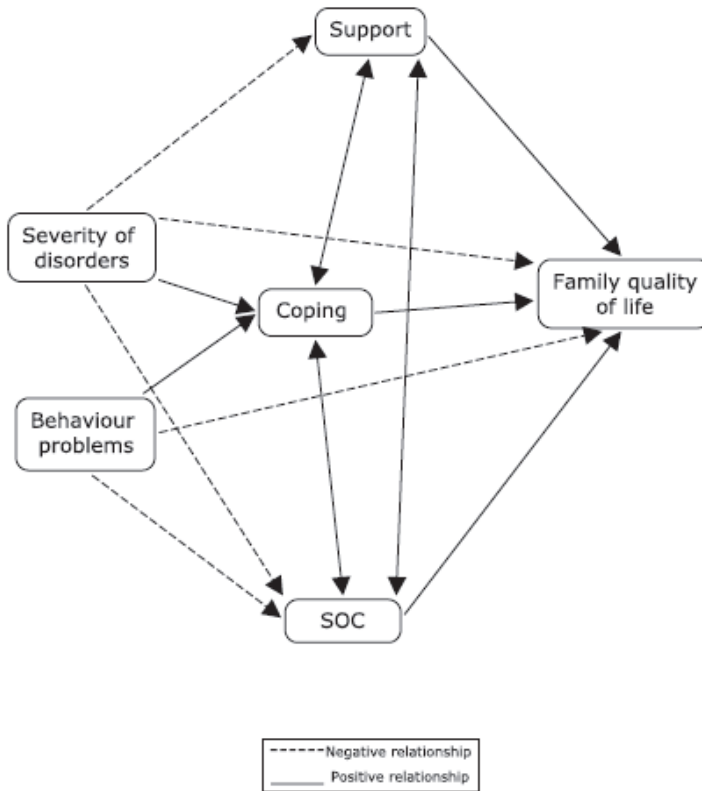 Support
Severity of
disorders
Family quality
of life
Coping
Behaviour
problems
SOC
Negative relationship
Positive relationship